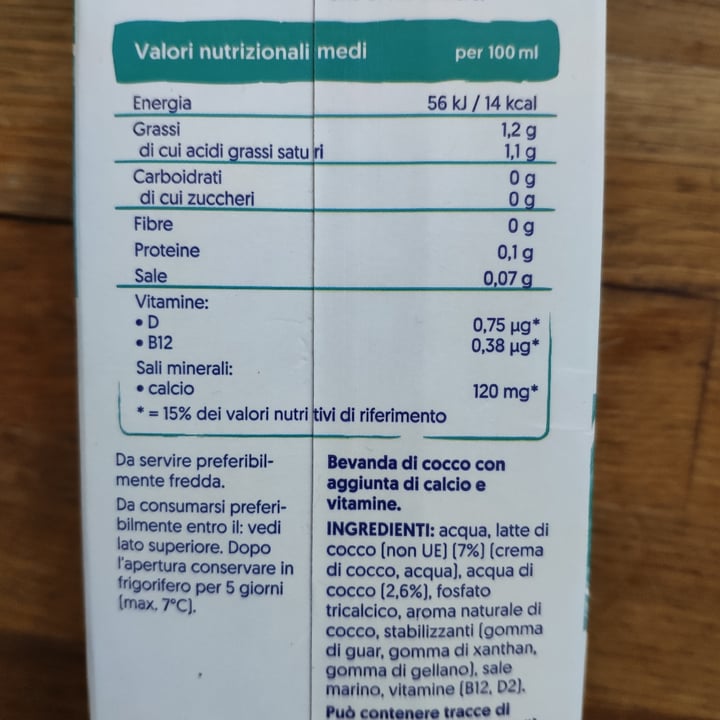 Valori nutrizionali medi per 100 ml
Energia 56 kJ / 14 kcal
Grassi 1,2 g
di cui acidi grassi saturi 1,1 g
Carboidrati 0 g
di cui zuccheri 0 g
Fibre 0 g
Proteine 0,1 g
Sale 0,07 g
Vitamine:
• D 0,75 µg*
• B12 0,38 µg*
Sali minerali:
• calcio 120 mg*
* = 15% dei valori nutritivi di riferimento
Da servire preferibil-
mente fredda.
Da consumarsi preferi-
bilmente entro il: vedi
lato superiore. Dopo
l'apertura conservare in
frigorifero per 5 giorni
(max. 7°C).
Bevanda di cocco con
aggiunta di calcio e
vitamine.
INGREDIENTI: acqua, latte di
cocco (non UE) (7%) (crema
di cocco, acqua), acqua di
cocco (2,6%), fosfato
tricalcico, aroma naturale di
cocco, stabilizzanti (gomma
di guar, gomma di xanthan,
gomma di gellano), sale
marino, vitamine (B12, D2).
Può contenere tracce di